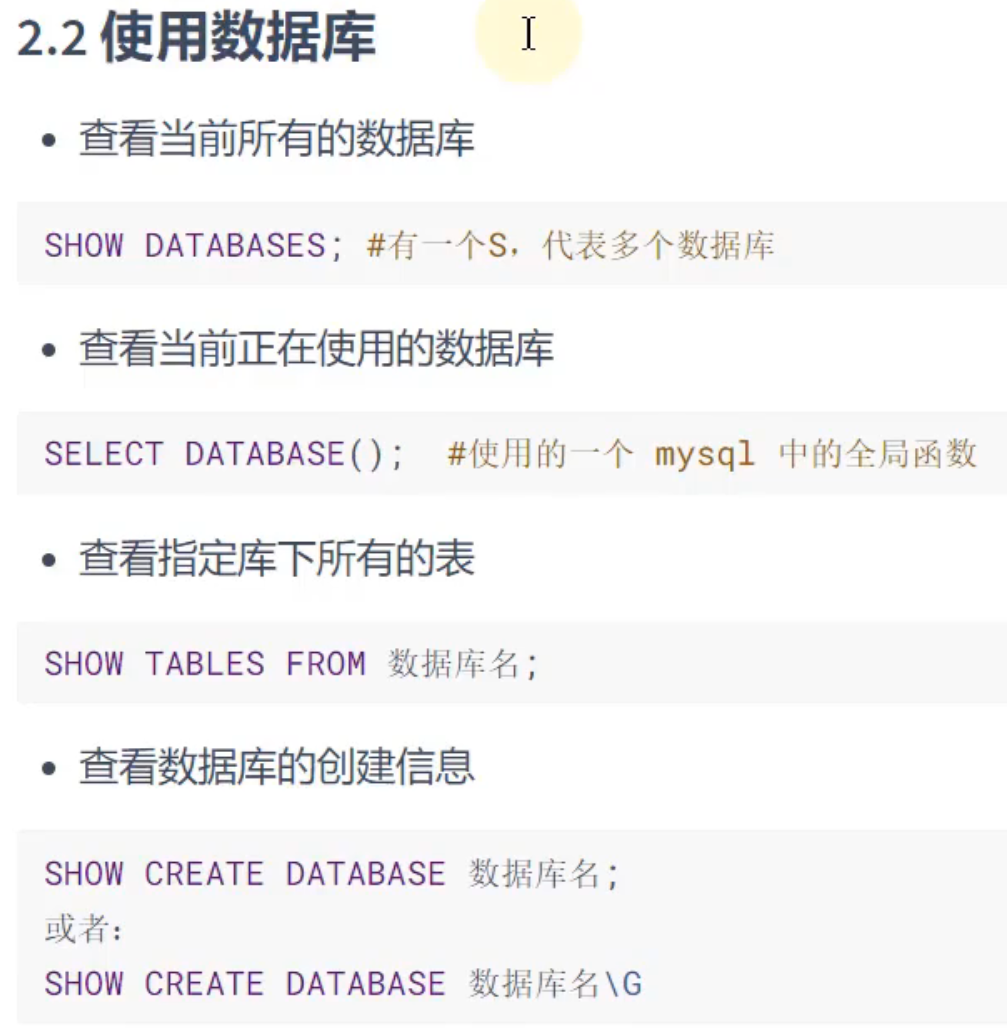 2.2 使用数据库
• 查看当前所有的数据库
SHOW DATABASES; #有一个S，代表多个数据库
• 查看当前正在使用的数据库
SELECT DATABASE();  #使用的一个 mysql 中的全局函数
• 查看指定库下所有的表
SHOW TABLES FROM 数据库名;
• 查看数据库的创建信息
SHOW CREATE DATABASE 数据库名;
或者：
SHOW CREATE DATABASE 数据库名\G